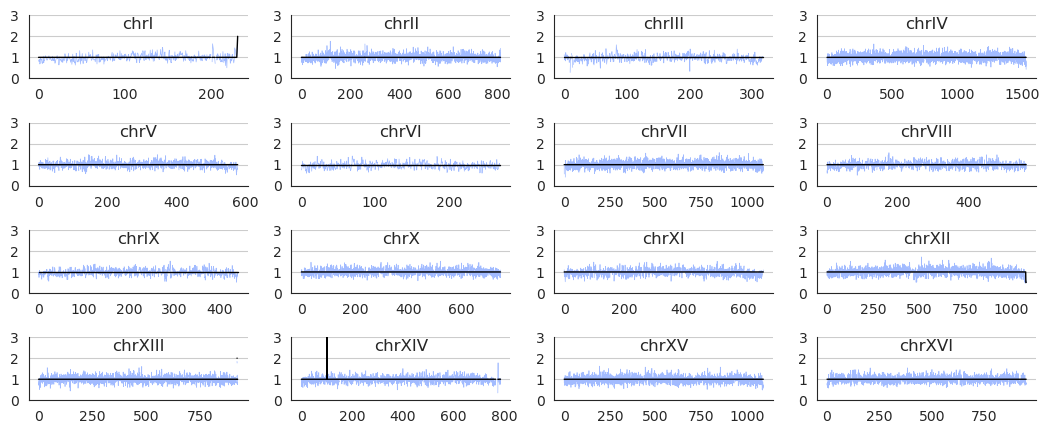 3 chrI 3 chrII 3 chrIII 3 chrIV
2 2 2 2
1 1 1 1
0 0 0 0
0 100 200 0 200 400 600 800 0 100 200 300 0 500 1000 1500
3 chrV 3 chrVI 3 chrVII 3 chrVIII
2 2 2 2
1 1 1 1
0 0 0 0
0 200 400 600 0 100 200 0 250 500 750 1000 0 200 400
3 chrIX 3 chrX 3 chrXI 3 chrXII
2 2 2 2
1 1 1 1
0 0 0 0
0 100 200 300 400 0 200 400 600 0 200 400 600 0 250 500 750 1000
3 chrXIII 3 chrXIV 3 chrXV 3 chrXVI
2 2 2 2
1 1 1 1
0 0 0 0
0 250 500 750 0 200 400 600 800 0 250 500 750 1000 0 250 500 750